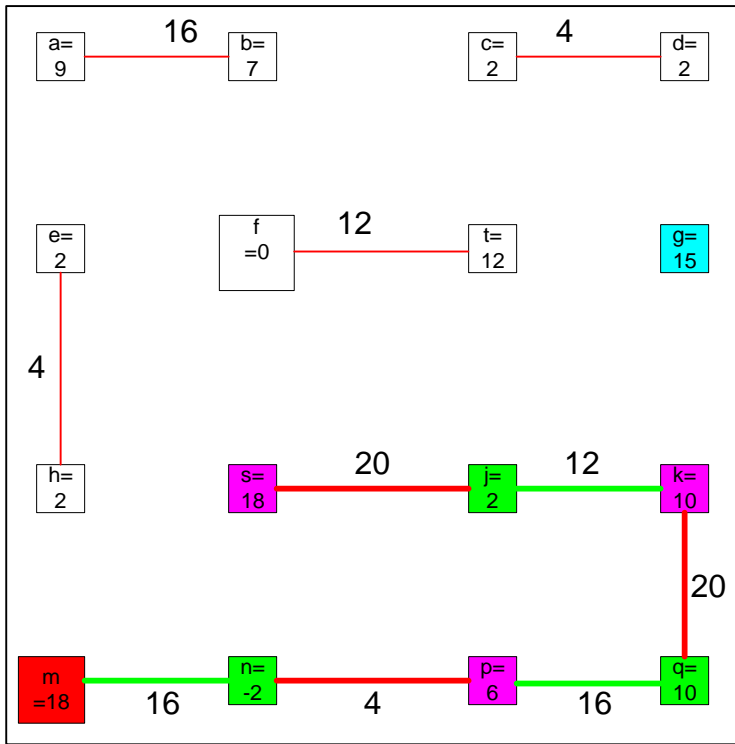 16
4
a=
9
b=
7
c=
2
d=
2
12
e=
2
f
=0
t=
12
g=
15
4
20
12
h=
2
s=
18
j=
2
k=
10
20
m
=18
n=
-2
p=
6
q=
10
16
4
16